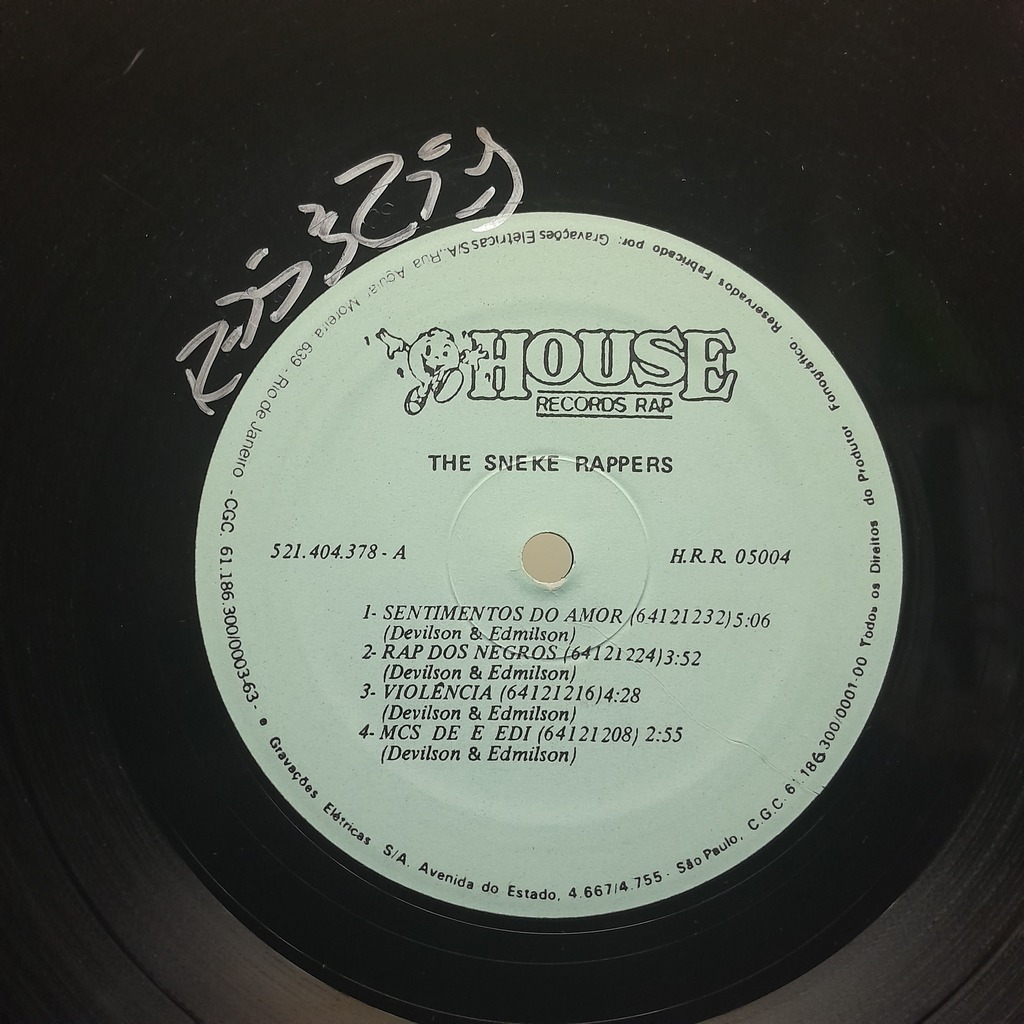 HOUSE
RECORDS RAP
THE SNEKE RAPPERS
521.404.378 - A
H.R.R. 05004
1- SENTIMENTOS DO AMOR (64121232) 5:06
(Devilson & Edmilson)
2- RAP DOS NEGROS (64121224) 3:52
(Devilson & Edmilson)
3- VIOLÊNCIA (64121216) 4:28
(Devilson & Edmilson)
4- MCS DE E EDI (64121208) 2:55
(Devilson & Edmilson)
Gravações Elétricas S/A. Avenida do Estado, 4.667/4.755 - São Paulo, C.G.C. 61.186.300/0001-00 Todos os Direitos do Produtor Fonográfico, Reservados Fabricado por: Gravações Elétricas S/A., Rua Aguiar Moreira, 639 - Rio de Janeiro - CGC. 61.186.300/0003-63 -